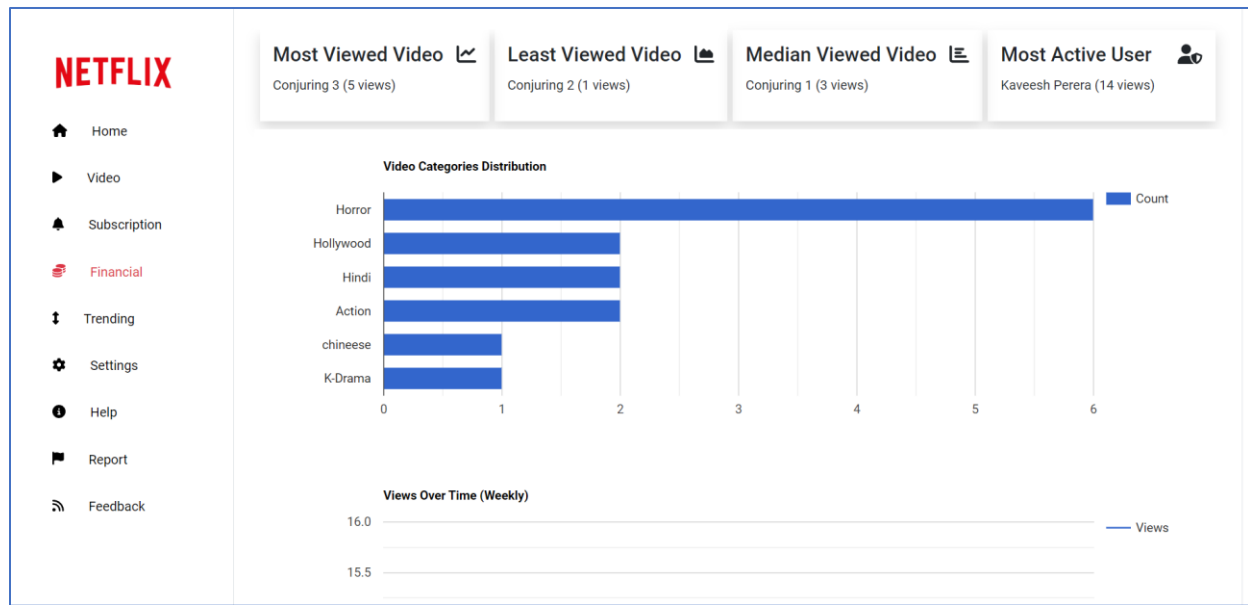 NETFLIX
Home
Video
Subscription
Financial
Trending
Settings
Help
Report
Feedback
Most Viewed Video
Conjuring 3 (5 views)
Least Viewed Video
Conjuring 2 (1 views)
Median Viewed Video
Conjuring 1 (3 views)
Most Active User
Kaveesh Perera (14 views)
Video Categories Distribution
Horror
Hollywood
Hindi
Action
chineese
K-Drama
0 1 2 3 4 5 6
Count
Views Over Time (Weekly)
16.0
15.5
Views